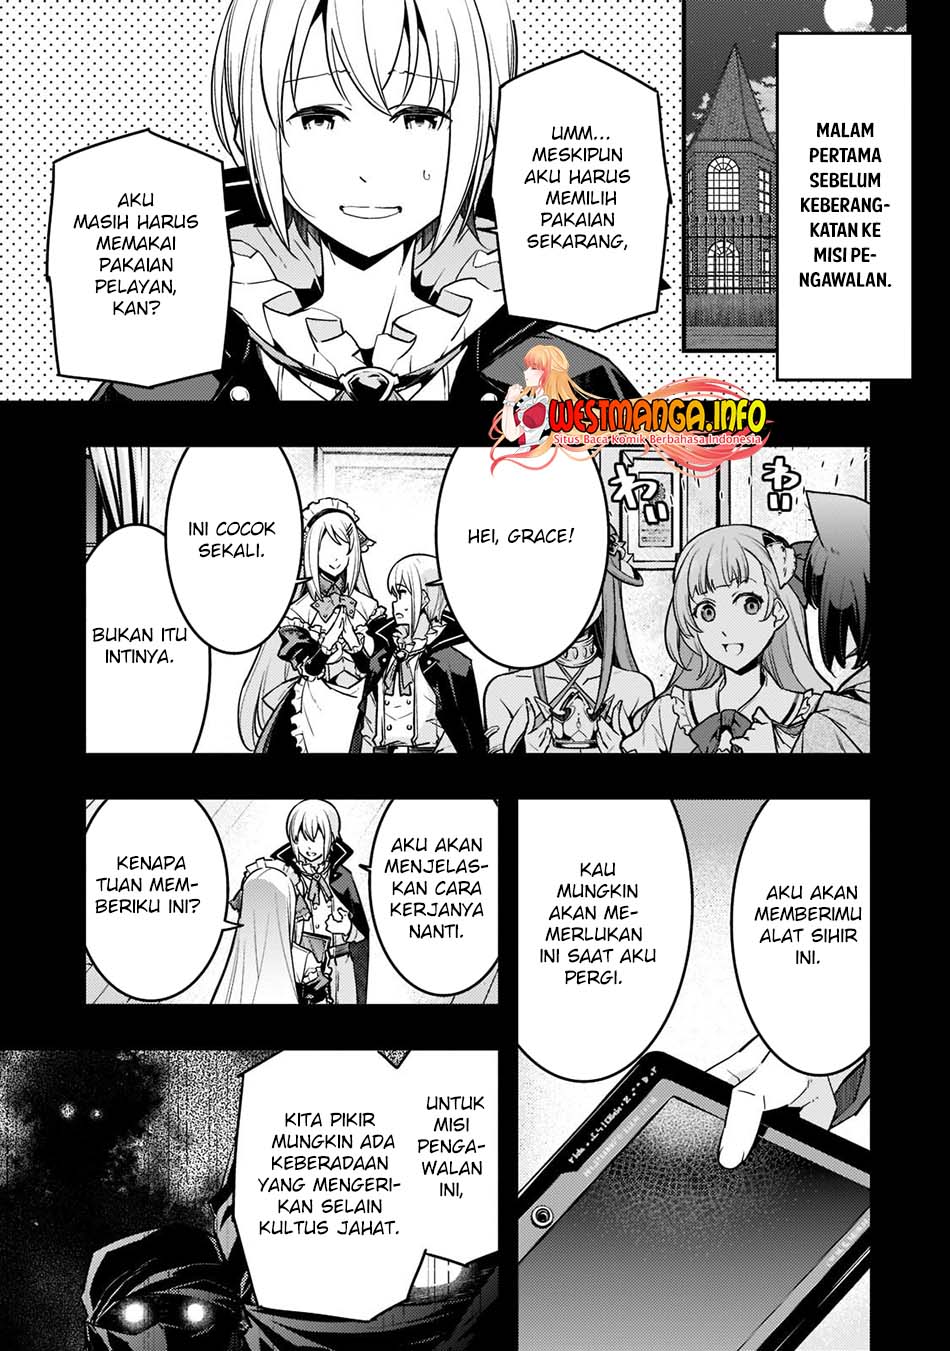 MALAM
PERTAMA
SEBELUM
KEBERANG-
KATAN KE
MISI PE-
NGAWALAN.
UMM...
MESKIPUN
AKU HARUS
MEMILIH
PAKAIAN
SEKARANG,
AKU
MASIH HARUS
MEMAKAI
PAKAIAN
PELAYAN,
KAN?
WESTMANGA.INFO
Situs Baca Komik Berbahasa Indonesia
わっ
わっ
HEI, GRACE!
INI COCOK
SEKALI.
BUKAN ITU
INTINYA.
AKU AKAN
MEMBERIMU
ALAT SIHIR
INI.
KAU
MUNGKIN
AKAN ME-
MERLUKAN
INI SAAT AKU
PERGI.
AKU AKAN
MENJELAS-
KAN CARA
KERJANYA
NANTI.
KENAPA
TUAN MEM-
BERIKU INI?
UNTUK
MISI
PENGA-
WALAN INI,
KITA PIKIR
MUNGKIN ADA
KEBERADAAN
YANG MENGERI-
KAN SELAIN
KULTUS JAHAT.